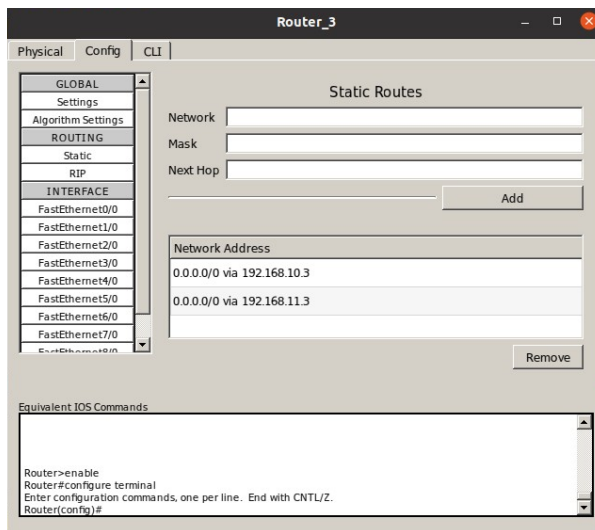 Router_3
Physical Config CLI
GLOBAL
Settings
Algorithm Settings
ROUTING
Static
RIP
INTERFACE
FastEthernet0/0
FastEthernet1/0
FastEthernet2/0
FastEthernet3/0
FastEthernet4/0
FastEthernet5/0
FastEthernet6/0
FastEthernet7/0
FastEthernet8/0
Static Routes
Network
Mask
Next Hop
Add
Network Address
0.0.0.0/0 via 192.168.10.3
0.0.0.0/0 via 192.168.11.3
Remove
Equivalent IOS Commands
Router>enable
Router#configure terminal
Enter configuration commands, one per line. End with CNTL/Z.
Router(config)#